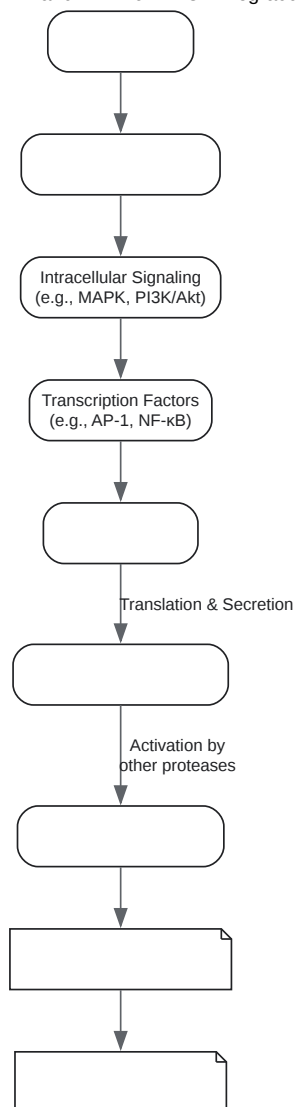 Intracellular Signaling
(e.g., MAPK, PI3K/Akt)
Transcription Factors
(e.g., AP-1, NF-κB)
Translation & Secretion
Activation by
other proteases